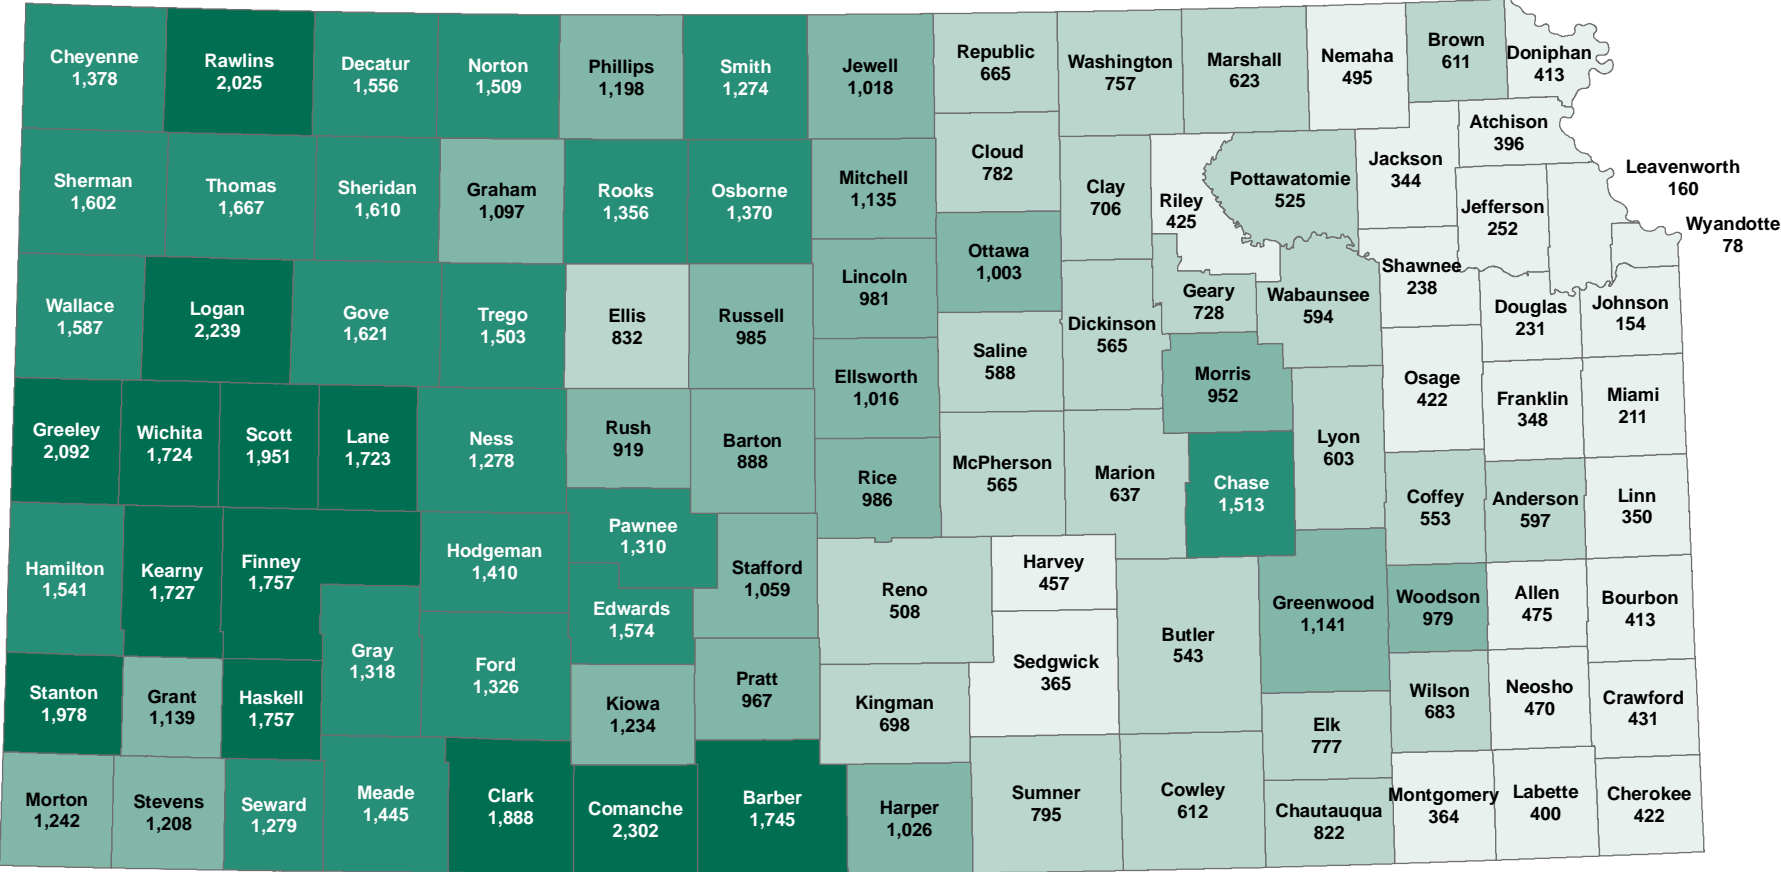 Cheyenne
1,378
Rawlins
2,025
Decatur
1,556
Norton
1,509
Phillips
1,198
Smith
1,274
Jewell
1,018
Republic
665
Washington
757
Marshall
623
Nemaha
495
Brown
611
Doniphan
413
Sherman
1,602
Thomas
1,667
Sheridan
1,610
Graham
1,097
Rooks
1,356
Osborne
1,370
Mitchell
1,135
Cloud
782
Clay
706
Riley
425
Pottawatomie
525
Jackson
344
Atchison
396
Jefferson
252
Leavenworth
160
Wyandotte
78
Wallace
1,587
Logan
2,239
Gove
1,621
Trego
1,503
Ellis
832
Russell
985
Lincoln
981
Ottawa
1,003
Saline
588
Dickinson
565
Geary
728
Wabaunsee
594
Shawnee
238
Douglas
231
Johnson
154
Greeley
2,092
Wichita
1,724
Scott
1,951
Lane
1,723
Ness
1,278
Rush
919
Barton
888
Ellsworth
1,016
Rice
986
McPherson
565
Marion
637
Morris
952
Chase
1,513
Lyon
603
Osage
422
Franklin
348
Miami
211
Coffey
553
Anderson
597
Linn
350
Hamilton
1,541
Kearny
1,727
Finney
1,757
Hodgeman
1,410
Pawnee
1,310
Edwards
1,574
Stafford
1,059
Reno
508
Harvey
457
Sedgwick
365
Butler
543
Greenwood
1,141
Woodson
979
Allen
475
Bourbon
413
Stanton
1,978
Grant
1,139
Haskell
1,757
Gray
1,318
Ford
1,326
Kiowa
1,234
Pratt
967
Kingman
698
Elk
777
Wilson
683
Neosho
470
Crawford
431
Morton
1,242
Stevens
1,208
Seward
1,279
Meade
1,445
Clark
1,888
Comanche
2,302
Barber
1,745
Harper
1,026
Sumner
795
Cowley
612
Chautauqua
822
Montgomery
364
Labette
400
Cherokee
422